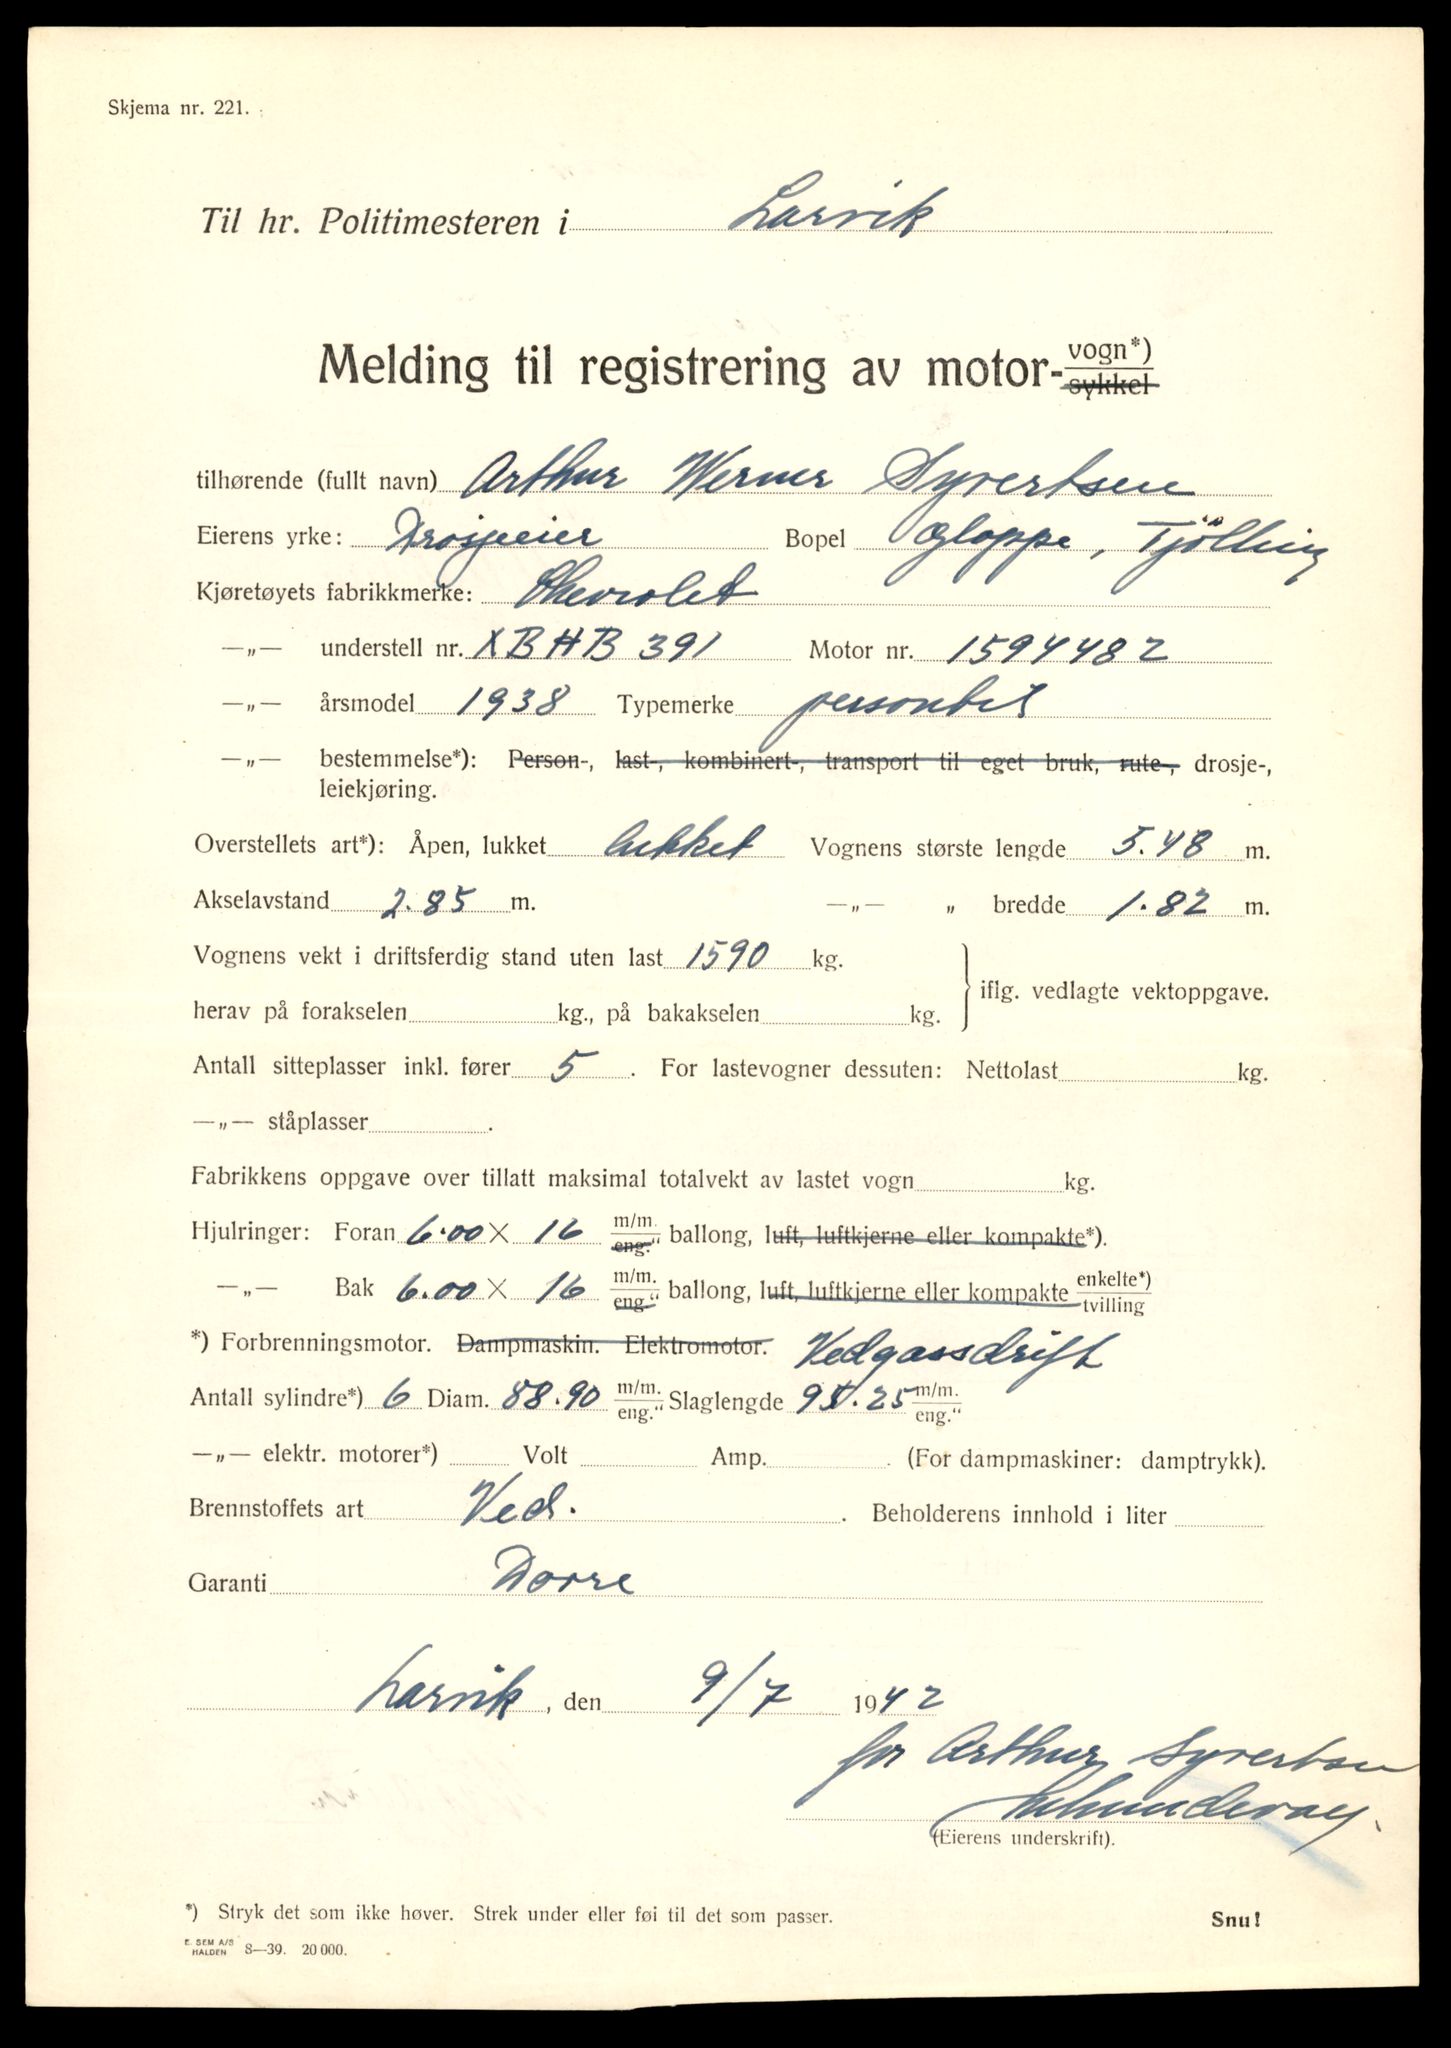 Skjema nr. 221.
Til hr. Politimesteren i Larvik
Melding til registrering av motor-vogn*) sykkel
tilhørende (fullt navn) Arthur Werner Syvertsen
Eierens yrke: Drosjeeier Bopel Gloppe, Tjölling
Kjøretøyets fabrikkmerke: Chevrolet
—„— understell nr. XBHB 391 Motor nr. 1594482
—„— årsmodel 1938 Typemerke personbil
—„— bestemmelse*): Person-, last-, kombinert-, transport til eget bruk, rute-, drosje-,
leiekjøring.
Overstellets art*): Åpen, lukket lukket Vognens største lengde 5.48 m.
Akselavstand 2.85 m. —„— „ bredde 1.82 m.
Vognens vekt i driftsferdig stand uten last 1590 kg.
herav på forakselen kg., på bakakselen kg. iflg. vedlagte vektoppgave.
Antall sitteplasser inkl. fører 5. For lastevogner dessuten: Nettolast kg.
—„— ståplasser.
Fabrikkens oppgave over tillatt maksimal totalvekt av lastet vogn kg.
Hjulringer: Foran 6.00 X 16 m/m. eng.“ ballong, luft, luftkjerne eller kompakte*).
—„— Bak 6.00 X 16 m/m. eng.“ ballong, luft, luftkjerne eller kompakte enkelte*) tvilling
*) Forbrenningsmotor. Dampmaskin. Elektromotor. Vedgassdrift
Antall sylindre*) 6 Diam. 88.90 m/m. eng.“ Slaglengde 95.25 m/m. eng.“
—„— elektr. motorer*) Volt Amp. . (For dampmaskiner: damptrykk).
Brennstoffets art Ved. . Beholderens innhold i liter
Garanti Dovre
Larvik, den 9/7 1942
for Arthur Syvertsen
(Eierens underskrift).
*) Stryk det som ikke høver. Strek under eller føi til det som passer. Snu!
E. SEM A/S HALDEN 8—39. 20 000.